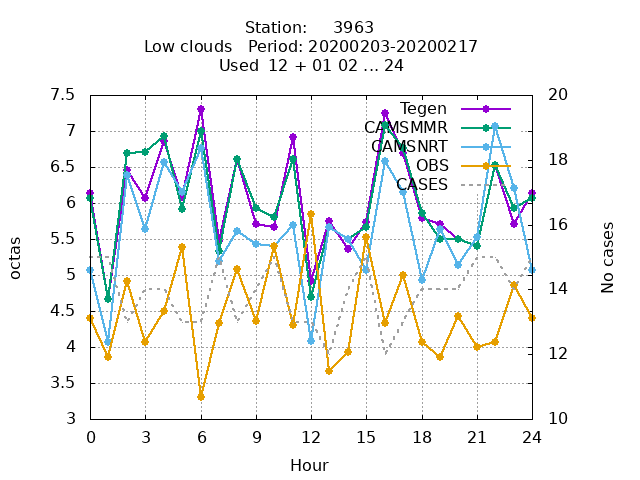 Station: 3963
Low clouds Period: 20200203-20200217
Used 12 + 01 02 ... 24
7.5
7
6.5
6
5.5
5
4.5
4
3.5
3
octas
20
18
16
14
12
10
No cases
Tegen
CAMSMMR
CAMSNRT
OBS
CASES
0 3 6 9 12 15 18 21 24
Hour